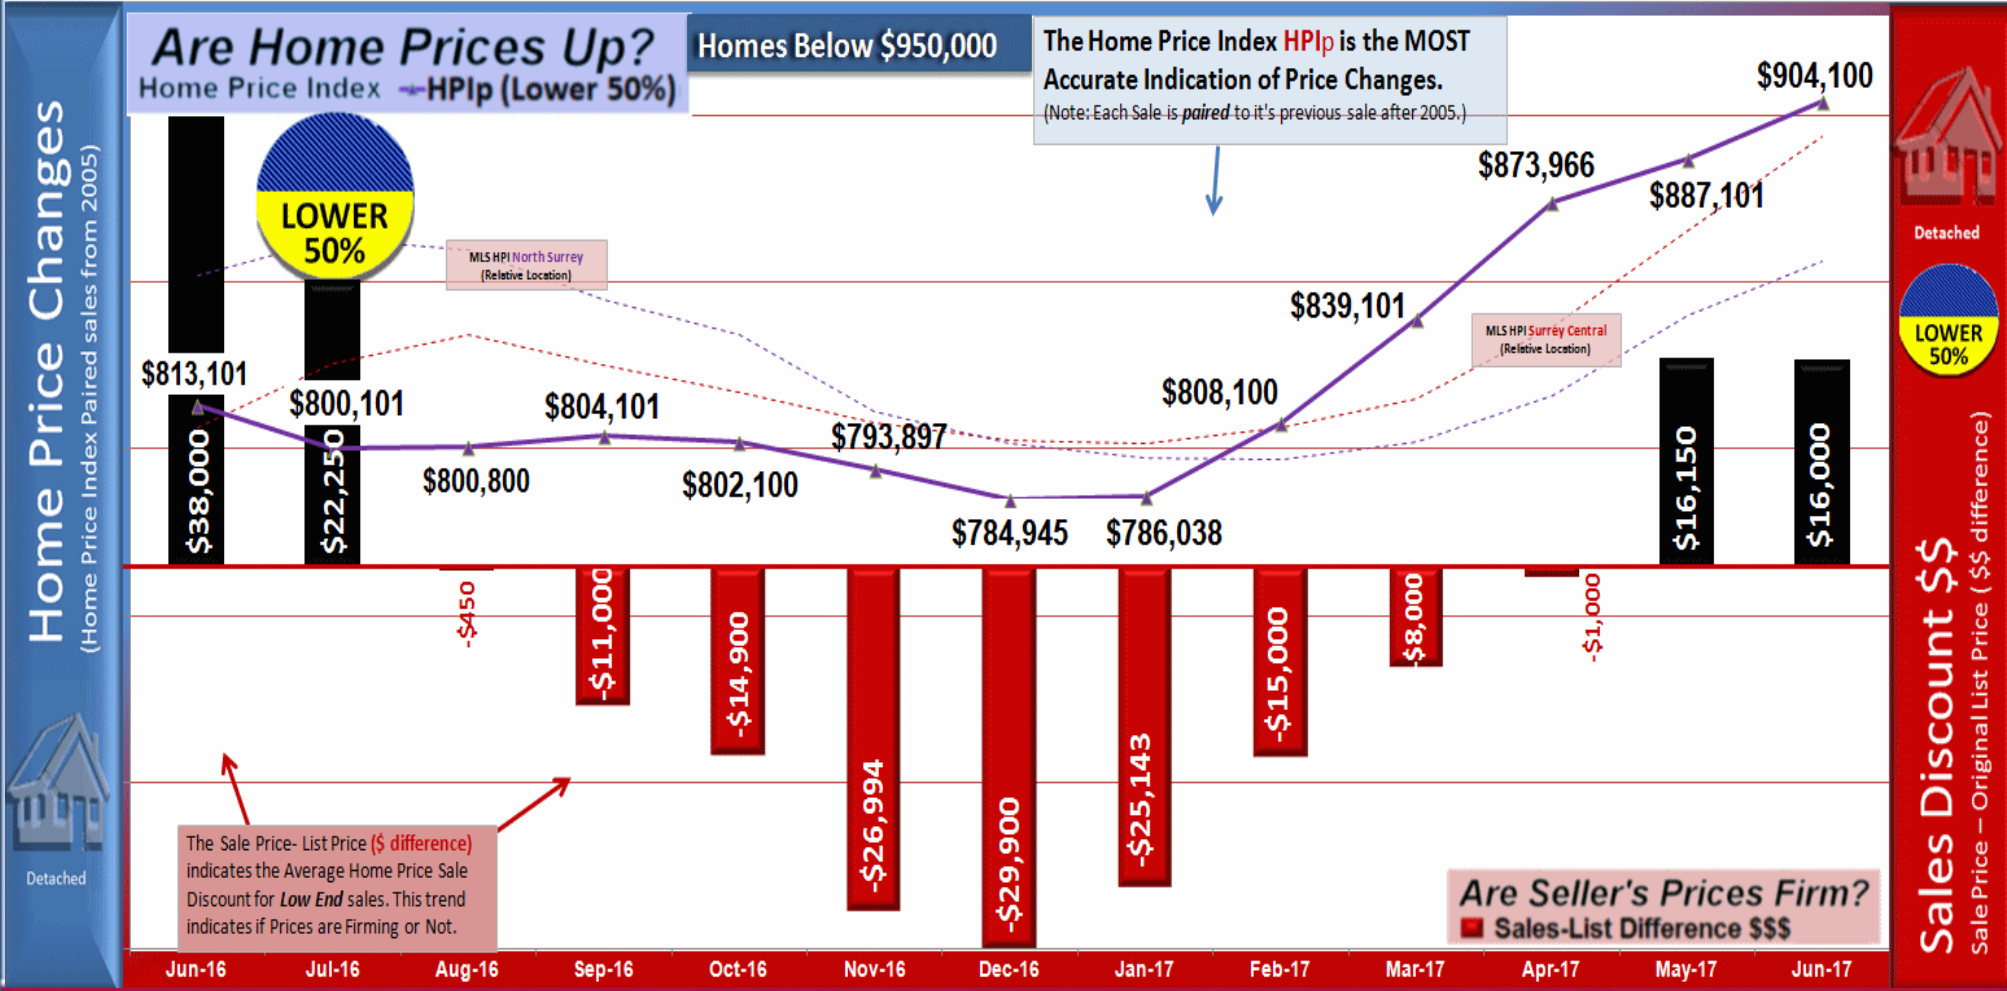 Home Price Changes
(Home Price Index Paired sales from 2005)
Detached
Are Home Prices Up?
Home Price Index HPIp (Lower 50%)
Homes Below $950,000
The Home Price Index HPIp is the MOST
Accurate Indication of Price Changes.
(Note: Each Sale is paired to it's previous sale after 2005.)
LOWER
50%
MLS HPI North Surrey
(Relative Location)
MLS HPI Surrey Central
(Relative Location)
$813,101
$800,101
$800,800
$804,101
$802,100
$793,897
$784,945
$786,038
$808,100
$839,101
$873,966
$887,101
$904,100
$38,000
$22,250
-$450
-$11,000
-$14,900
-$26,994
-$29,900
-$25,143
-$15,000
-$8,000
-$1,000
$16,150
$16,000
The Sale Price- List Price ($ difference)
indicates the Average Home Price Sale
Discount for Low End sales. This trend
indicates if Prices are Firming or Not.
Are Seller's Prices Firm?
Sales-List Difference $$$
Jun-16 Jul-16 Aug-16 Sep-16 Oct-16 Nov-16 Dec-16 Jan-17 Feb-17 Mar-17 Apr-17 May-17 Jun-17
Detached
LOWER
50%
Sales Discount $$
Sale Price – Original List Price ( $$ difference)